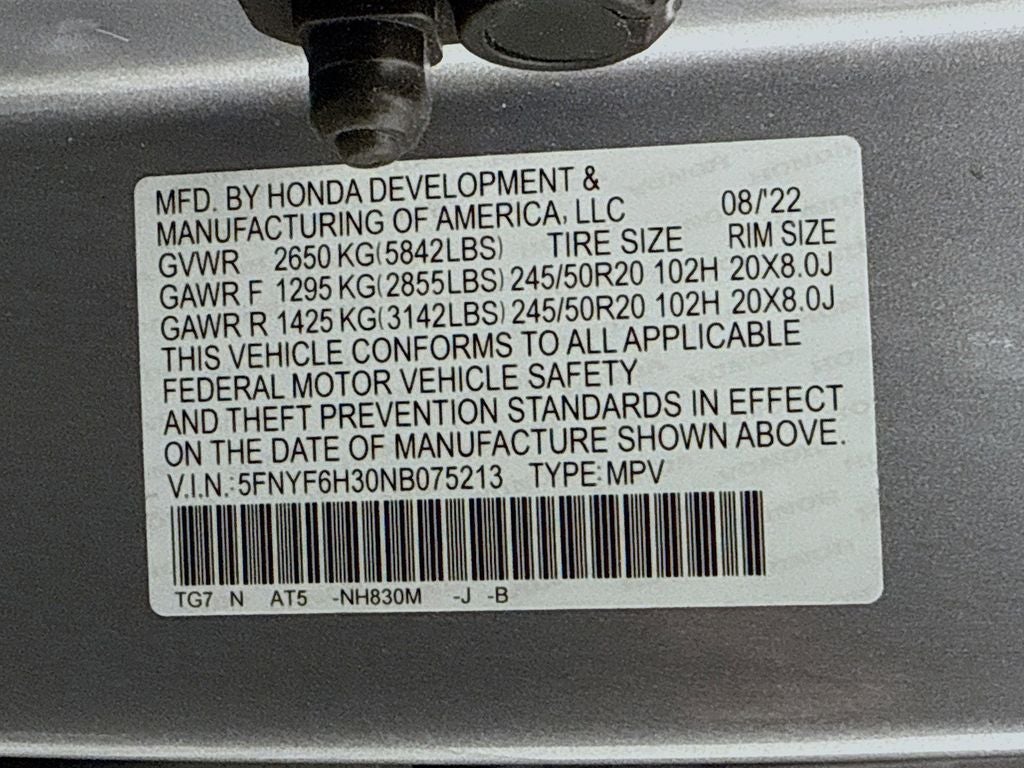 MFD. BY HONDA DEVELOPMENT &
MANUFACTURING OF AMERICA, LLC 08/'22
GVWR 2650 KG(5842LBS) TIRE SIZE RIM SIZE
GAWR F 1295 KG(2855LBS) 245/50R20 102H 20X8.0J
GAWR R 1425 KG(3142LBS) 245/50R20 102H 20X8.0J
THIS VEHICLE CONFORMS TO ALL APPLICABLE
FEDERAL MOTOR VEHICLE SAFETY
AND THEFT PREVENTION STANDARDS IN EFFECT
ON THE DATE OF MANUFACTURE SHOWN ABOVE.
V.I.N.: 5FNYF6H30NB075213 TYPE: MPV
TG7 N AT5 -NH830M -J -B